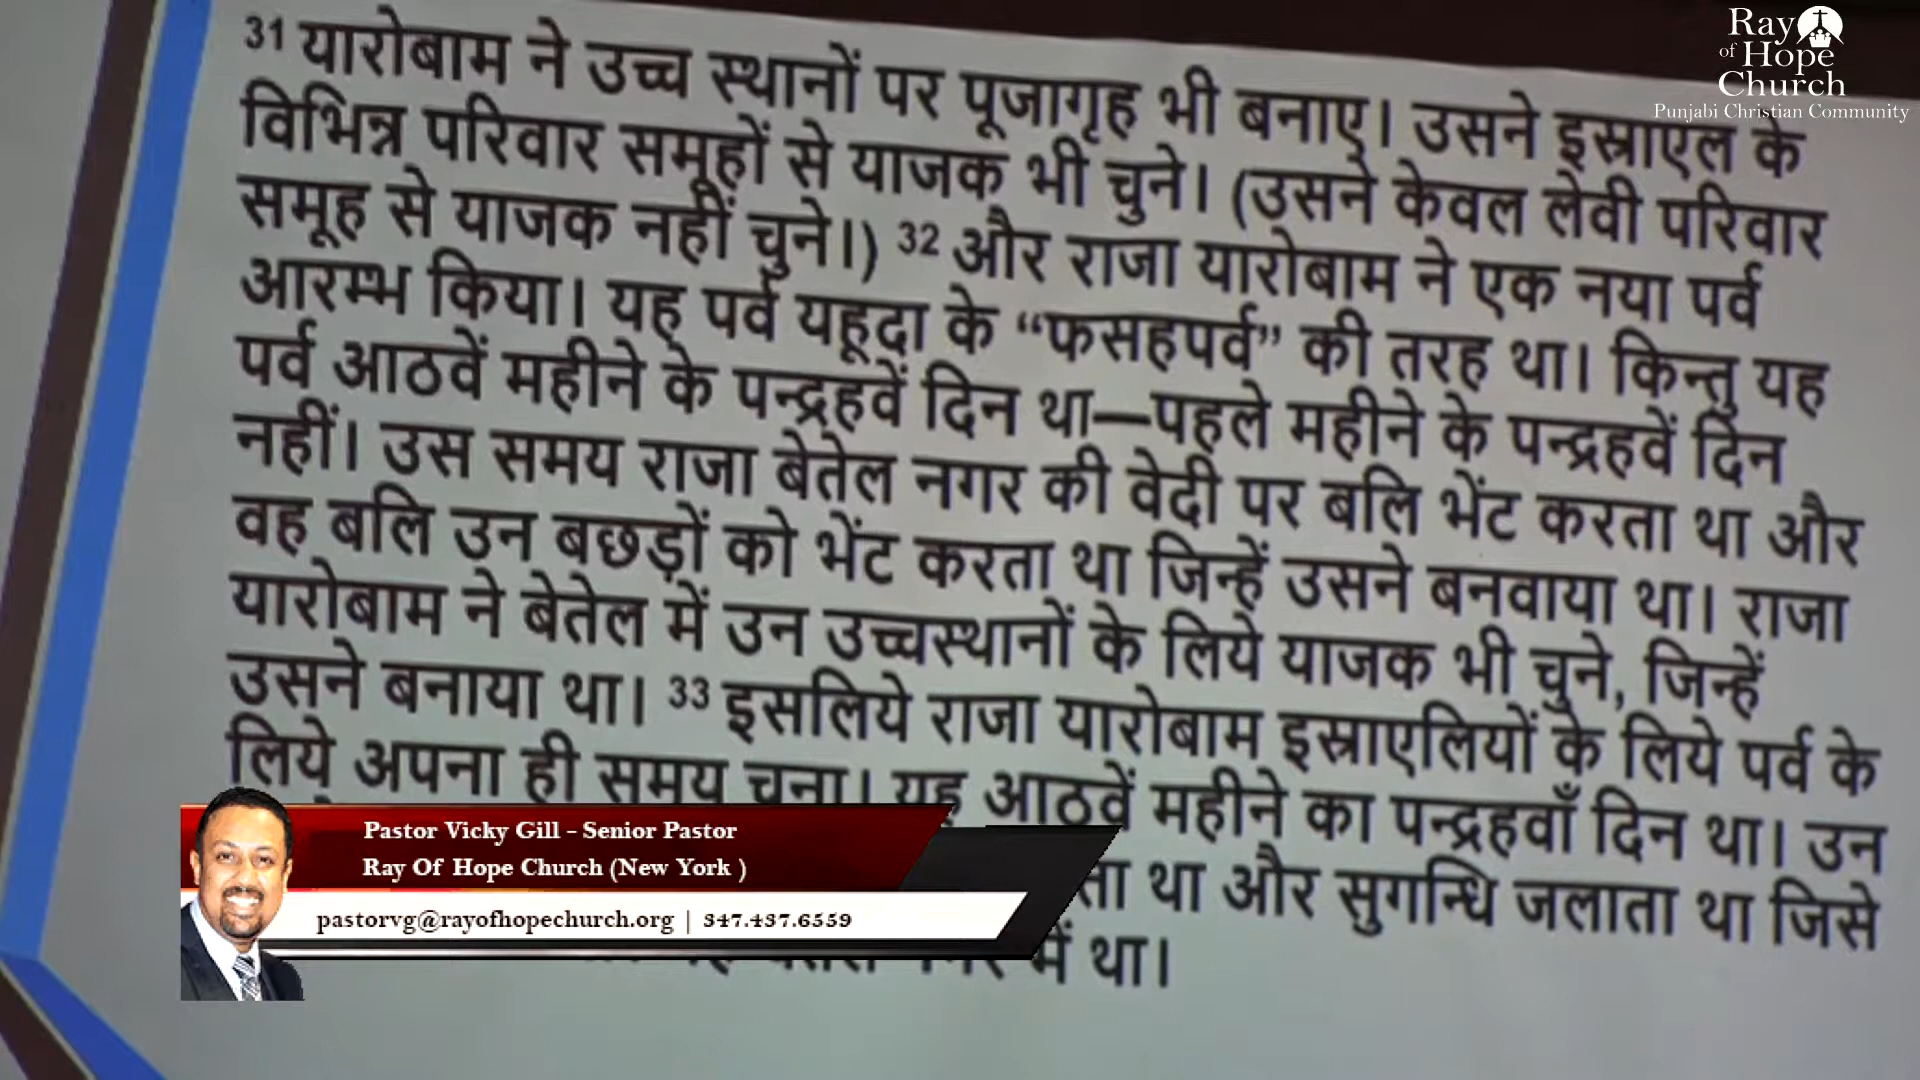 31 यारोबाम ने उच्च स्थानों पर पूजागृह भी बनाए। उसने इस्राएल के
विभिन्न परिवार समूहों से याजक भी चुने। (उसने केवल लेवी परिवार
समूह से याजक नहीं चुने।) 32 और राजा यारोबाम ने एक नया पर्व
आरम्भ किया। यह पर्व यहूदा के “फसहपर्व” की तरह था। किन्तु यह
पर्व आठवें महीने के पन्द्रहवें दिन था—पहले महीने के पन्द्रहवें दिन
नहीं। उस समय राजा बेतेल नगर की वेदी पर बलि भेंट करता था और
वह बलि उन बछड़ों को भेंट करता था जिन्हें उसने बनवाया था। राजा
यारोबाम ने बेतेल में उन उच्चस्थानों के लिये याजक भी चुने, जिन्हें
उसने बनाया था। 33 इसलिये राजा यारोबाम इस्राएलियों के लिये पर्व के
लिये अपना ही समय चुना। यह आठवें महीने का पन्द्रहवाँ दिन था। उन
था और सुगन्धि जलाता था जिसे
में था।
Ray
of Hope
Church
Punjabi Christian Community
Pastor Vicky Gill - Senior Pastor
Ray Of Hope Church (New York )
pastorvg@rayofhopechurch.org | 347.437.6559